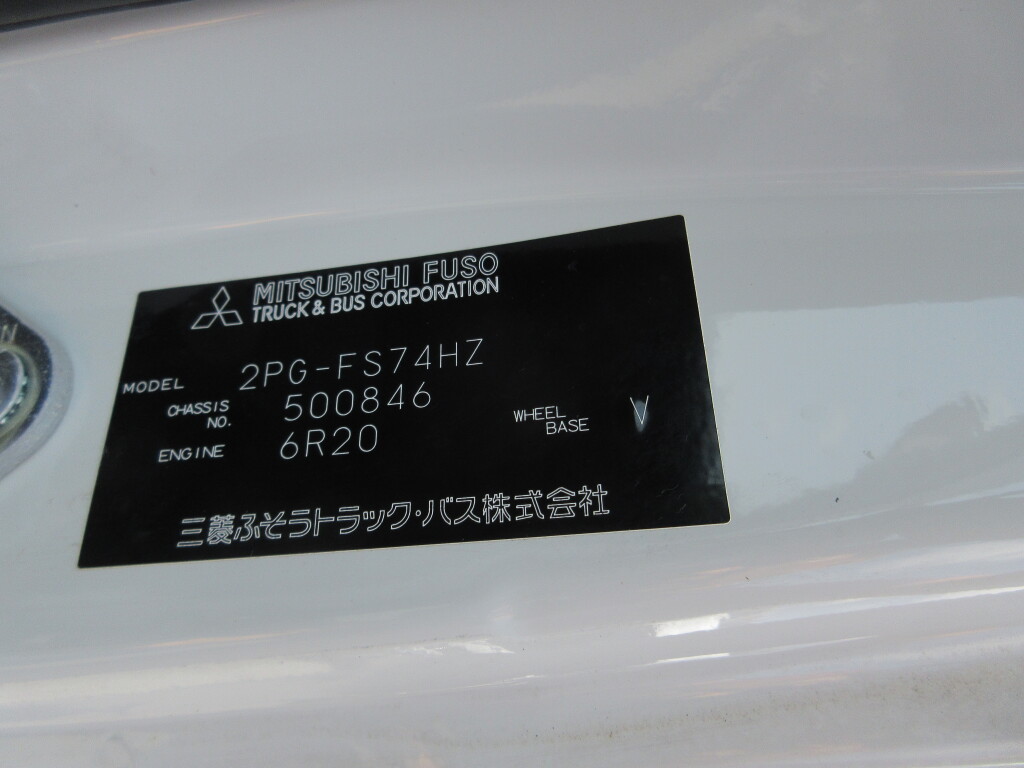 MITSUBISHI FUSO
TRUCK & BUS CORPORATION
MODEL 2PG-FS74HZ
CHASSIS NO. 500846
ENGINE 6R20
WHEEL BASE V
三菱ふそうトラック・バス株式会社
N